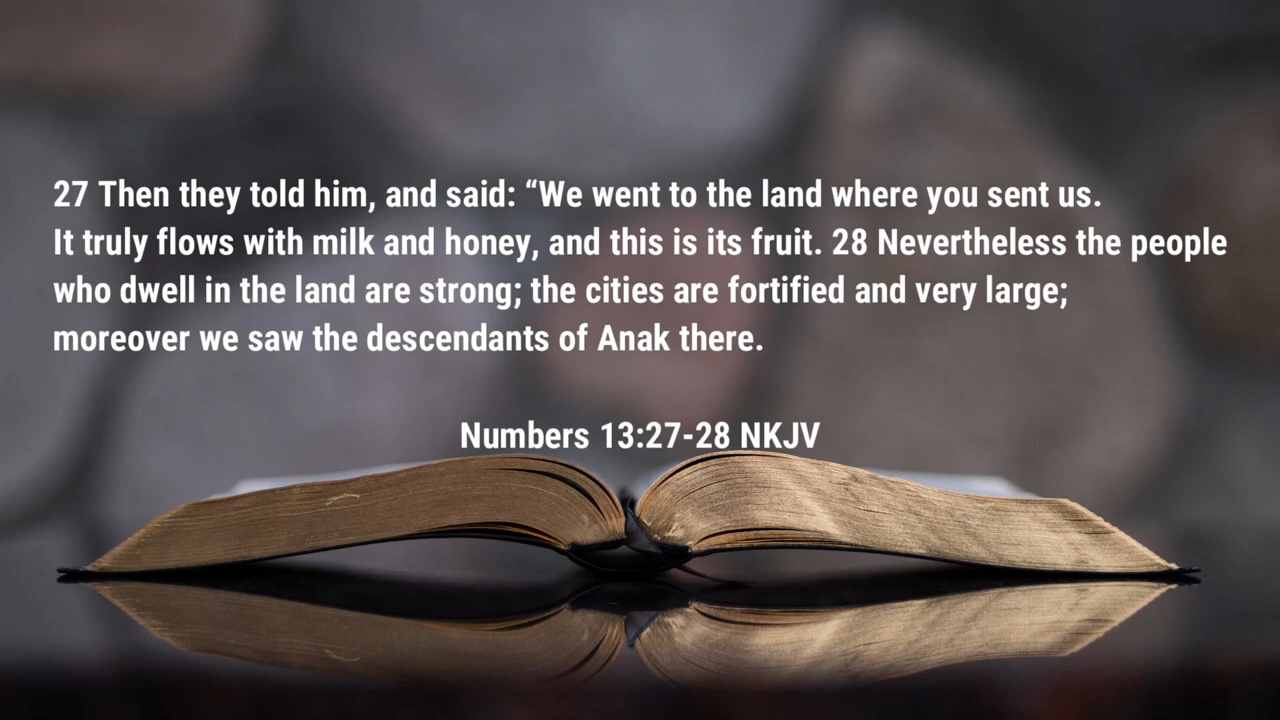 27 Then they told him, and said: “We went to the land where you sent us.
It truly flows with milk and honey, and this is its fruit. 28 Nevertheless the people
who dwell in the land are strong; the cities are fortified and very large;
moreover we saw the descendants of Anak there.
Numbers 13:27-28 NKJV